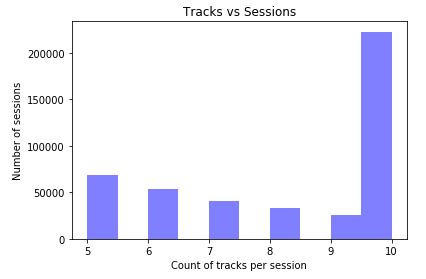 Tracks vs Sessions
Number of sessions
200000
150000
100000
50000
0
5 6 7 8 9 10
Count of tracks per session